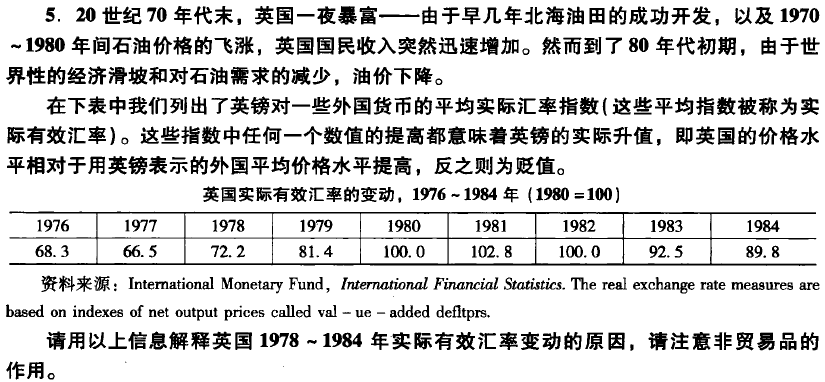 5. 20 世纪 70 年代末，英国一夜暴富——由于早几年北海油田的成功开发，以及 1970
~1980 年间石油价格的飞涨，英国国民收入突然迅速增加。然而到了 80 年代初期，由于世
界性的经济滑坡和对石油需求的减少，油价下降。
在下表中我们列出了英镑对一些外国货币的平均实际汇率指数(这些平均指数被称为实
际有效汇率)。这些指数中任何一个数值的提高都意味着英镑的实际升值，即英国的价格水
平相对于用英镑表示的外国平均价格水平提高，反之则为贬值。
英国实际有效汇率的变动，1976 ~ 1984 年 (1980 = 100)
1976 1977 1978 1979 1980 1981 1982 1983 1984
68. 3 66. 5 72. 2 81. 4 100. 0 102. 8 100. 0 92. 5 89. 8
资料来源：International Monetary Fund，International Financial Statistics. The real exchange rate measures are
based on indexes of net output prices called val – ue – added defltprs.
请用以上信息解释英国 1978 ~ 1984 年实际有效汇率变动的原因，请注意非贸易品的
作用。